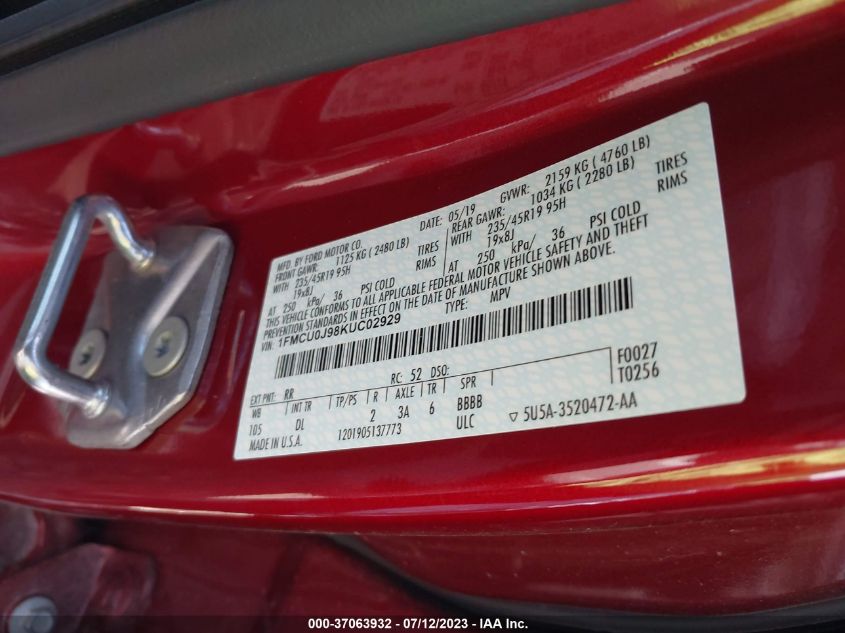 MFD. BY FORD MOTOR CO. DATE: 05/19 GVWR: 2159 KG ( 4760 LB)
FRONT GAWR: 1125 KG ( 2480 LB) REAR GAWR: 1034 KG ( 2280 LB)
WITH 235/45R19 95H TIRES WITH 235/45R19 95H TIRES
19x8J RIMS 19x8J RIMS
AT 250 kPa/ 36 PSI COLD AT 250 kPa/ 36 PSI COLD
THIS VEHICLE CONFORMS TO ALL APPLICABLE FEDERAL MOTOR VEHICLE SAFETY AND THEFT
PREVENTION STANDARDS IN EFFECT ON THE DATE OF MANUFACTURE SHOWN ABOVE.
VIN: 1FMCU0J98KUC02929 TYPE: MPV
EXT PNT: RR RC: 52 DSO: F0027
WB INT TR TP/PS R AXLE TR SPR T0256
105 DL 2 3A 6 BBBB
MADE IN U.S.A. 1201905137773 ULC ▽ 5U5A-3520472-AA
000-37063932 / 07/12/2023 - IAA Inc.